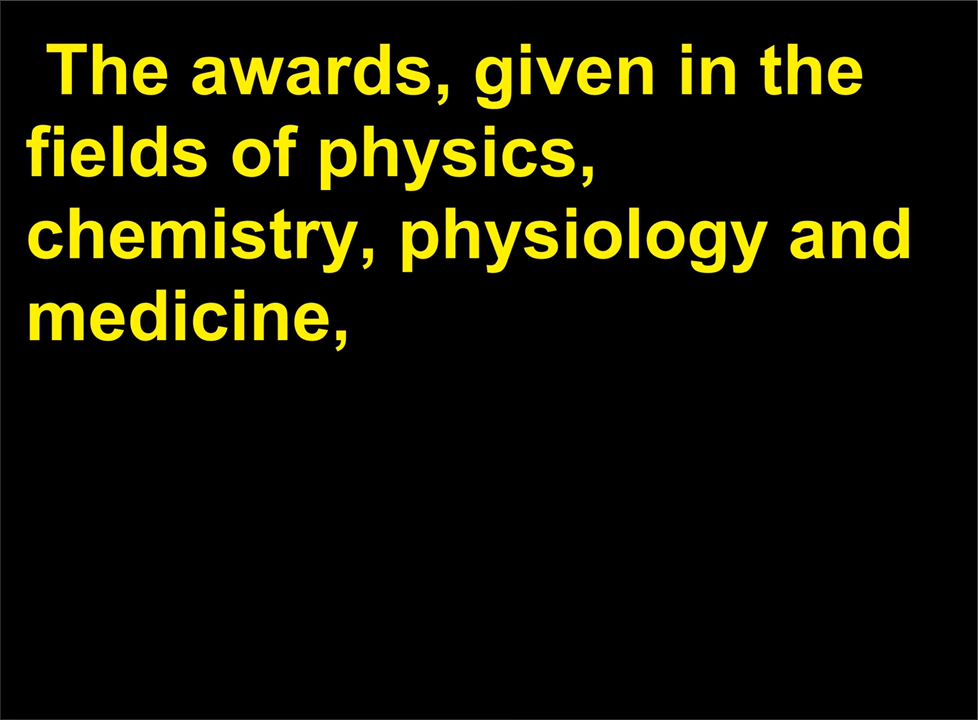 The awards, given in the
fields of physics,
chemistry, physiology and
medicine,